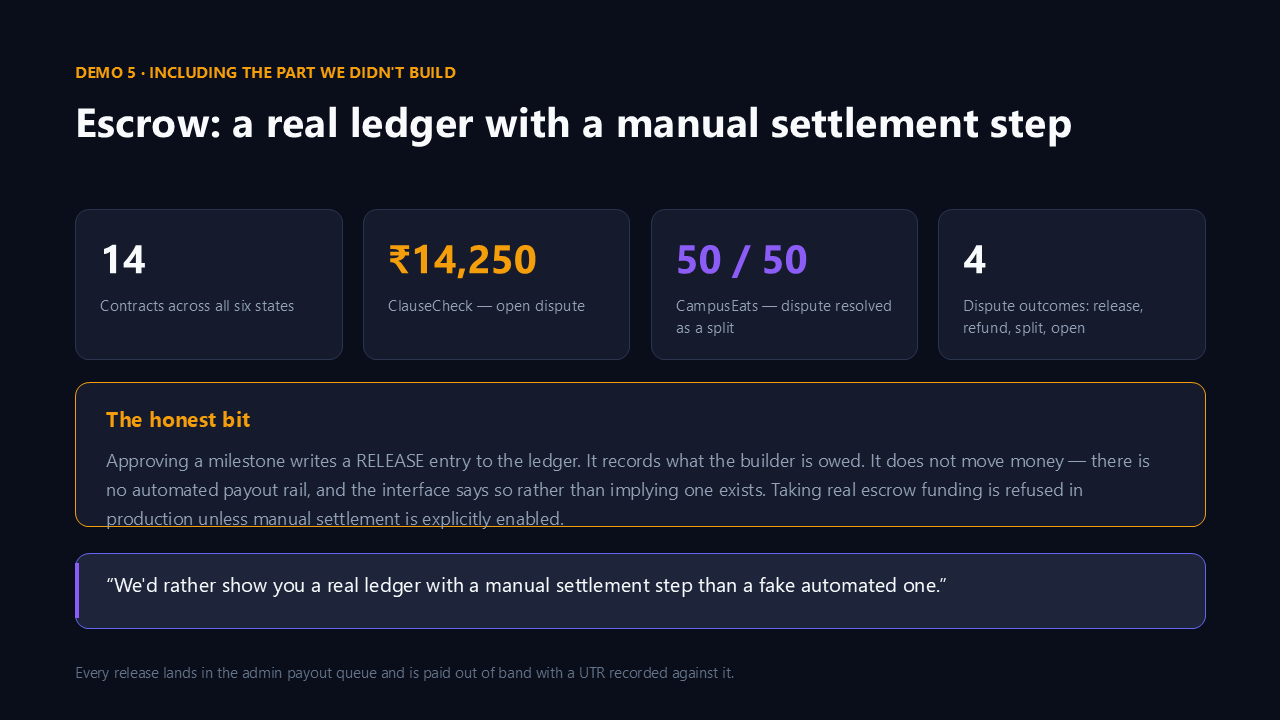 DEMO 5 · INCLUDING THE PART WE DIDN'T BUILD
Escrow: a real ledger with a manual settlement step
14
Contracts across all six states
₹14,250
ClauseCheck — open dispute
50 / 50
CampusEats — dispute resolved
as a split
4
Dispute outcomes: release,
refund, split, open
The honest bit
Approving a milestone writes a RELEASE entry to the ledger. It records what the builder is owed. It does not move money — there is
no automated payout rail, and the interface says so rather than implying one exists. Taking real escrow funding is refused in
production unless manual settlement is explicitly enabled.
“We'd rather show you a real ledger with a manual settlement step than a fake automated one.”
Every release lands in the admin payout queue and is paid out of band with a UTR recorded against it.